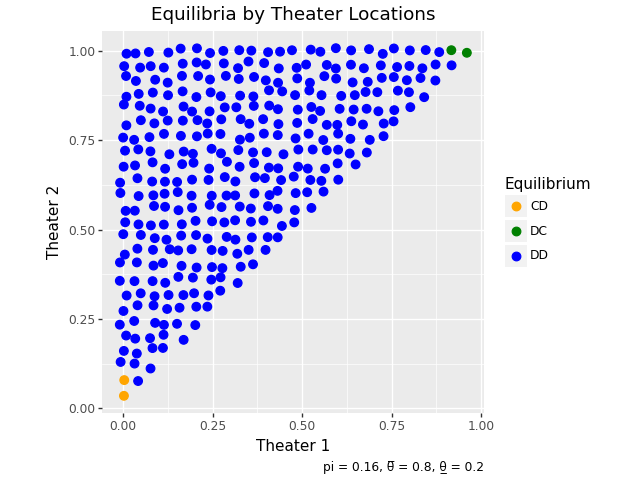 Equilibria by Theater Locations
1.00
0.75
0.50
0.25
0.00
Theater 2
0.00 0.25 0.50 0.75 1.00
Theater 1
Equilibrium
CD
DC
DD
pi = 0.16, θ̅ = 0.8, θ̲ = 0.2